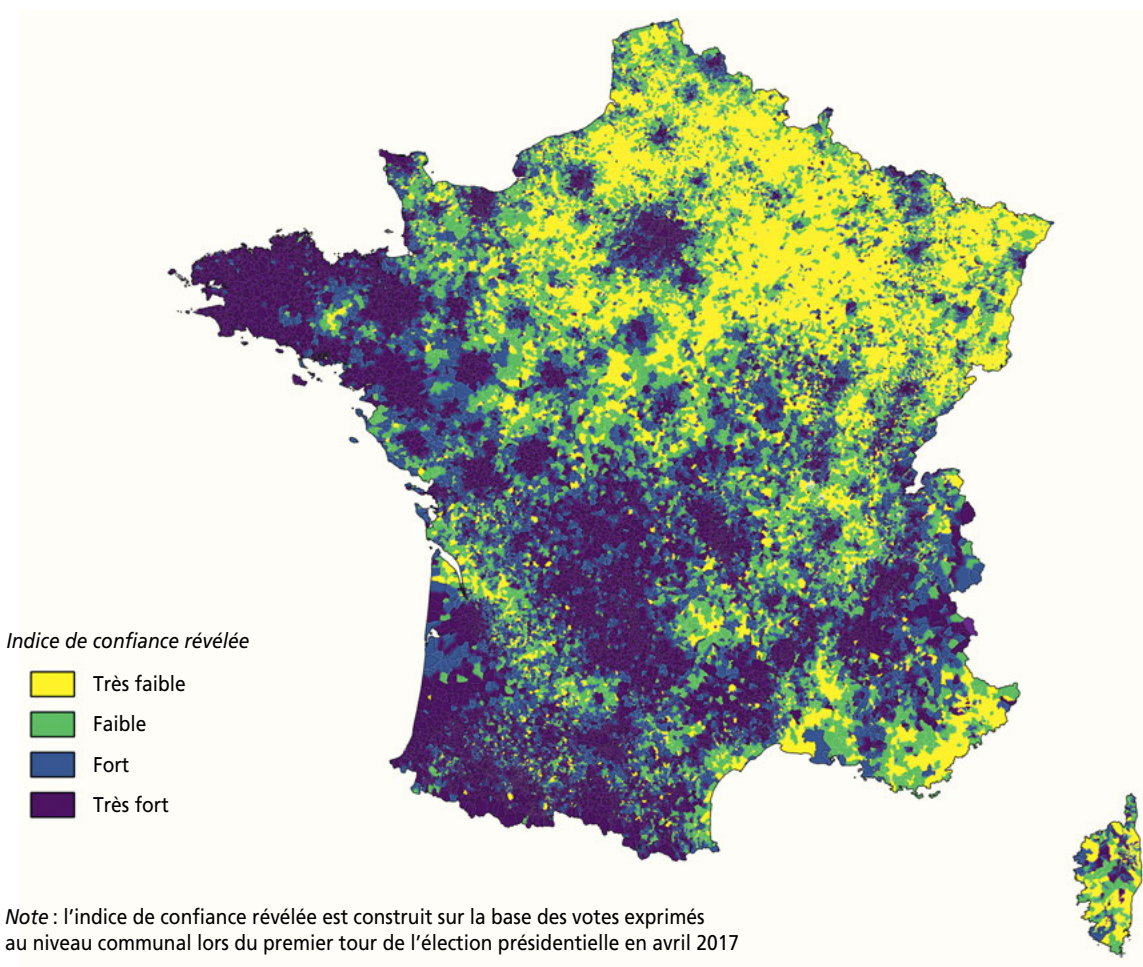 Indice de confiance révélée
Très faible
Faible
Fort
Très fort
Note : l’indice de confiance révélée est construit sur la base des votes exprimés
au niveau communal lors du premier tour de l’élection présidentielle en avril 2017